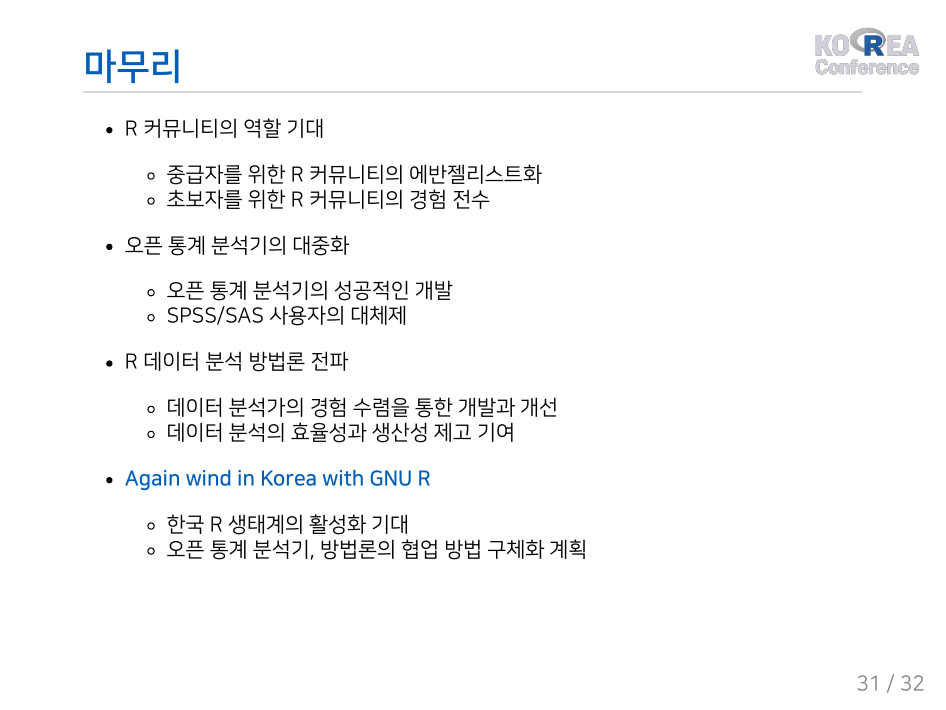 마무리
KOREA
Conference
• R 커뮤니티의 역할 기대
◦ 중급자를 위한 R 커뮤니티의 에반젤리스트화
◦ 초보자를 위한 R 커뮤니티의 경험 전수
• 오픈 통계 분석기의 대중화
◦ 오픈 통계 분석기의 성공적인 개발
◦ SPSS/SAS 사용자의 대체제
• R 데이터 분석 방법론 전파
◦ 데이터 분석가의 경험 수렴을 통한 개발과 개선
◦ 데이터 분석의 효율성과 생산성 제고 기여
• Again wind in Korea with GNU R
◦ 한국 R 생태계의 활성화 기대
◦ 오픈 통계 분석기, 방법론의 협업 방법 구체화 계획
31 / 32